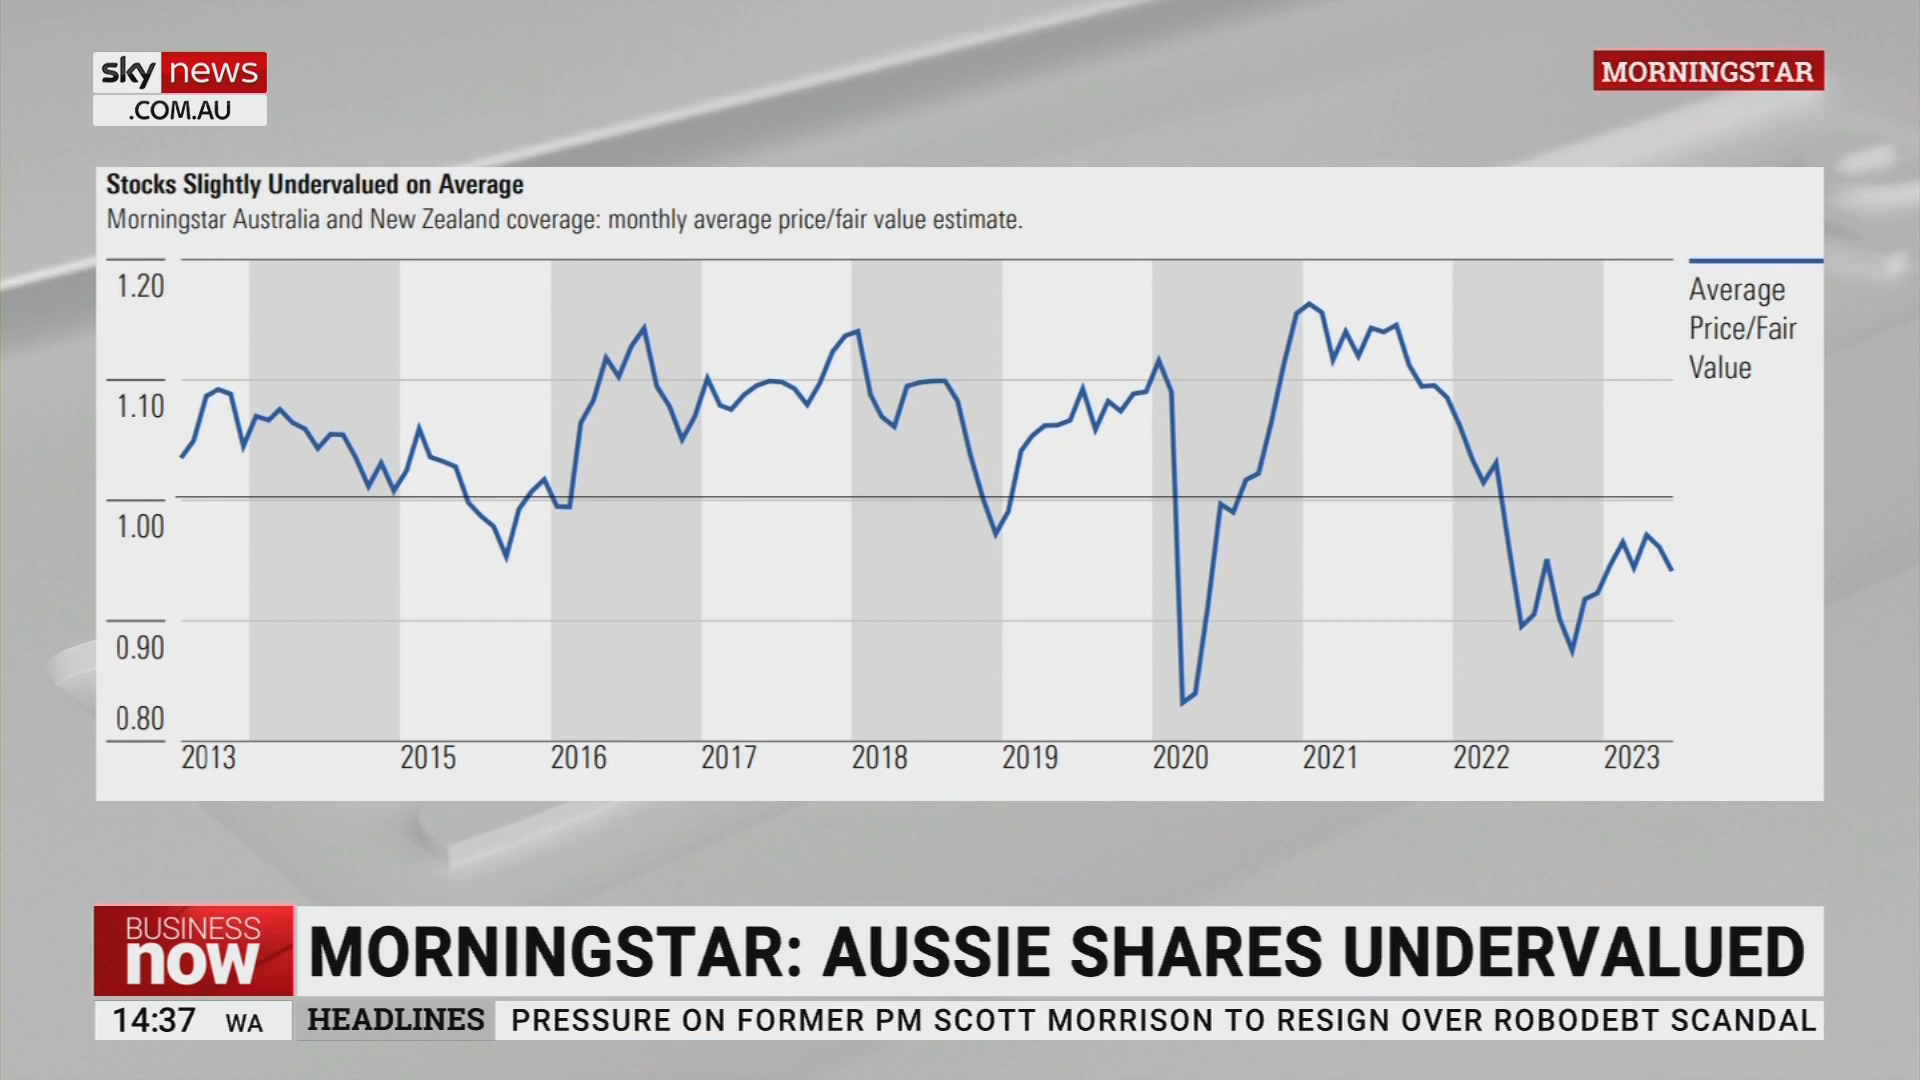 sky news
.COM.AU
MORNINGSTAR
Stocks Slightly Undervalued on Average
Morningstar Australia and New Zealand coverage: monthly average price/fair value estimate.
1.20
1.10
1.00
0.90
0.80
Average
Price/Fair
Value
2013 2015 2016 2017 2018 2019 2020 2021 2022 2023
BUSINESS
now
MORNINGSTAR: AUSSIE SHARES UNDERVALUED
14:37 WA HEADLINES PRESSURE ON FORMER PM SCOTT MORRISON TO RESIGN OVER ROBODEBT SCANDAL